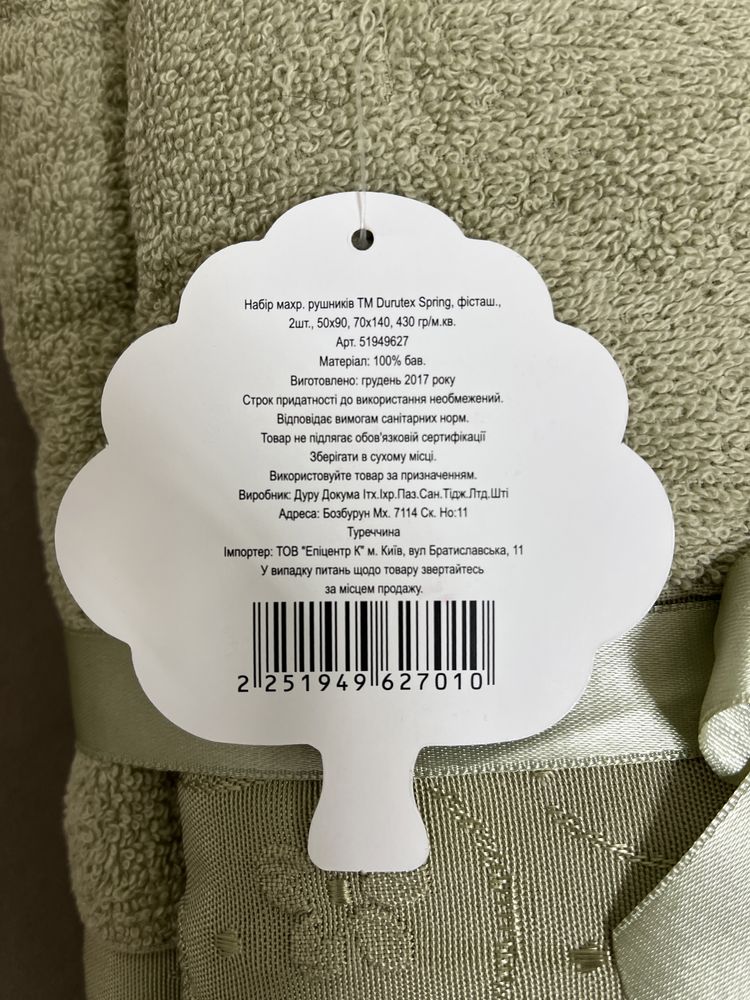 Набір махр. рушників ТМ Durutex Spring, фісташ.,
2шт., 50х90, 70х140, 430 гр/м.кв.
Арт. 51949627
Матеріал: 100% бав.
Виготовлено: грудень 2017 року
Строк придатності до використання необмежений.
Відповідає вимогам санітарних норм.
Товар не підлягає обов'язковій сертифікації
Зберігати в сухому місці.
Використовуйте товар за призначенням.
Виробник: Дуру Докума Ітх.Іхр.Паз.Сан.Тідж.Лтд.Шті
Адреса: Бозбурун Мх. 7114 Ск. Но:11
Туреччина
Імпортер: ТОВ "Епіцентр К" м. Київ, вул Братиславська, 11
У випадку питань щодо товару звертайтесь
за місцем продажу.
2 251949 627010